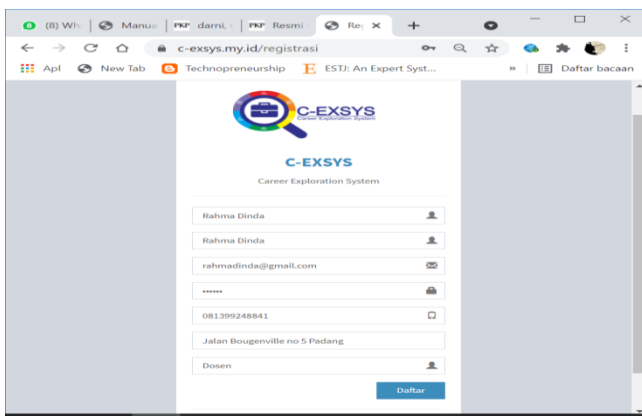 (8) Wh
Manua
PKP darni,
PKP Resmi
Re
c-exsys.my.id/registrasi
Apl
New Tab
Technopreneurship
ESTJ: An Expert Syst...
»
Daftar bacaan
C-EXSYS
Career Exploration System
C-EXSYS
Career Exploration System
Rahma Dinda
Rahma Dinda
rahmadinda@gmail.com
••••••
081399248841
Jalan Bougenville no 5 Padang
Dosen
Daftar